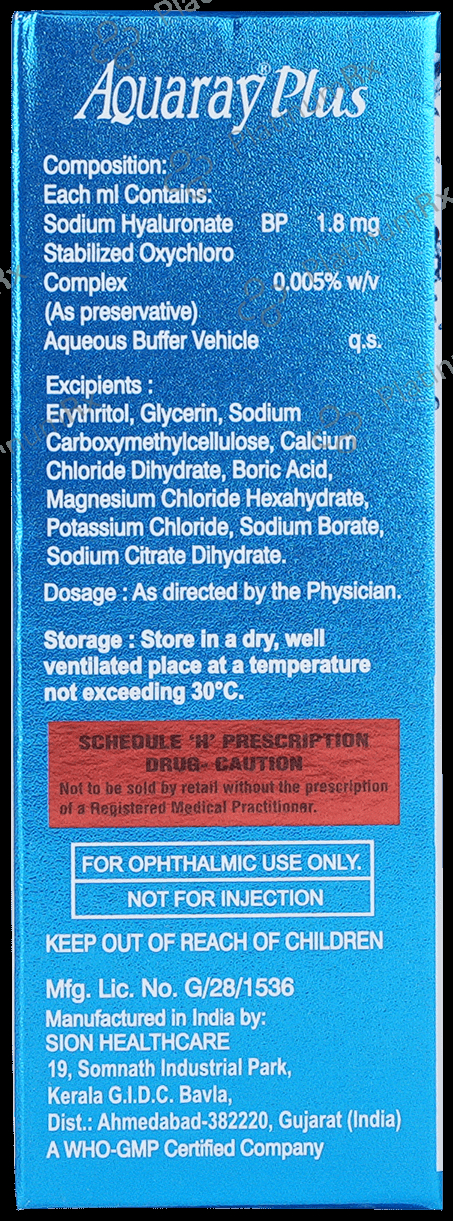 Aquaray® Plus
Composition:
Each ml Contains:
Sodium Hyaluronate BP 1.8 mg
Stabilized Oxychloro
Complex 0.005% w/v
(As preservative)
Aqueous Buffer Vehicle q.s.
Excipients :
Erythritol, Glycerin, Sodium
Carboxymethylcellulose, Calcium
Chloride Dihydrate, Boric Acid,
Magnesium Chloride Hexahydrate,
Potassium Chloride, Sodium Borate,
Sodium Citrate Dihydrate.
Dosage : As directed by the Physician.
Storage : Store in a dry, well
ventilated place at a temperature
not exceeding 30°C.
SCHEDULE 'H' PRESCRIPTION
DRUG- CAUTION
Not to be sold by retail without the prescription
of a Registered Medical Practitioner.
FOR OPHTHALMIC USE ONLY.
NOT FOR INJECTION
KEEP OUT OF REACH OF CHILDREN
Mfg. Lic. No. G/28/1536
Manufactured in India by:
SION HEALTHCARE
19, Somnath Industrial Park,
Kerala G.I.D.C. Bavla,
Dist.: Ahmedabad-382220, Gujarat (India)
A WHO-GMP Certified Company